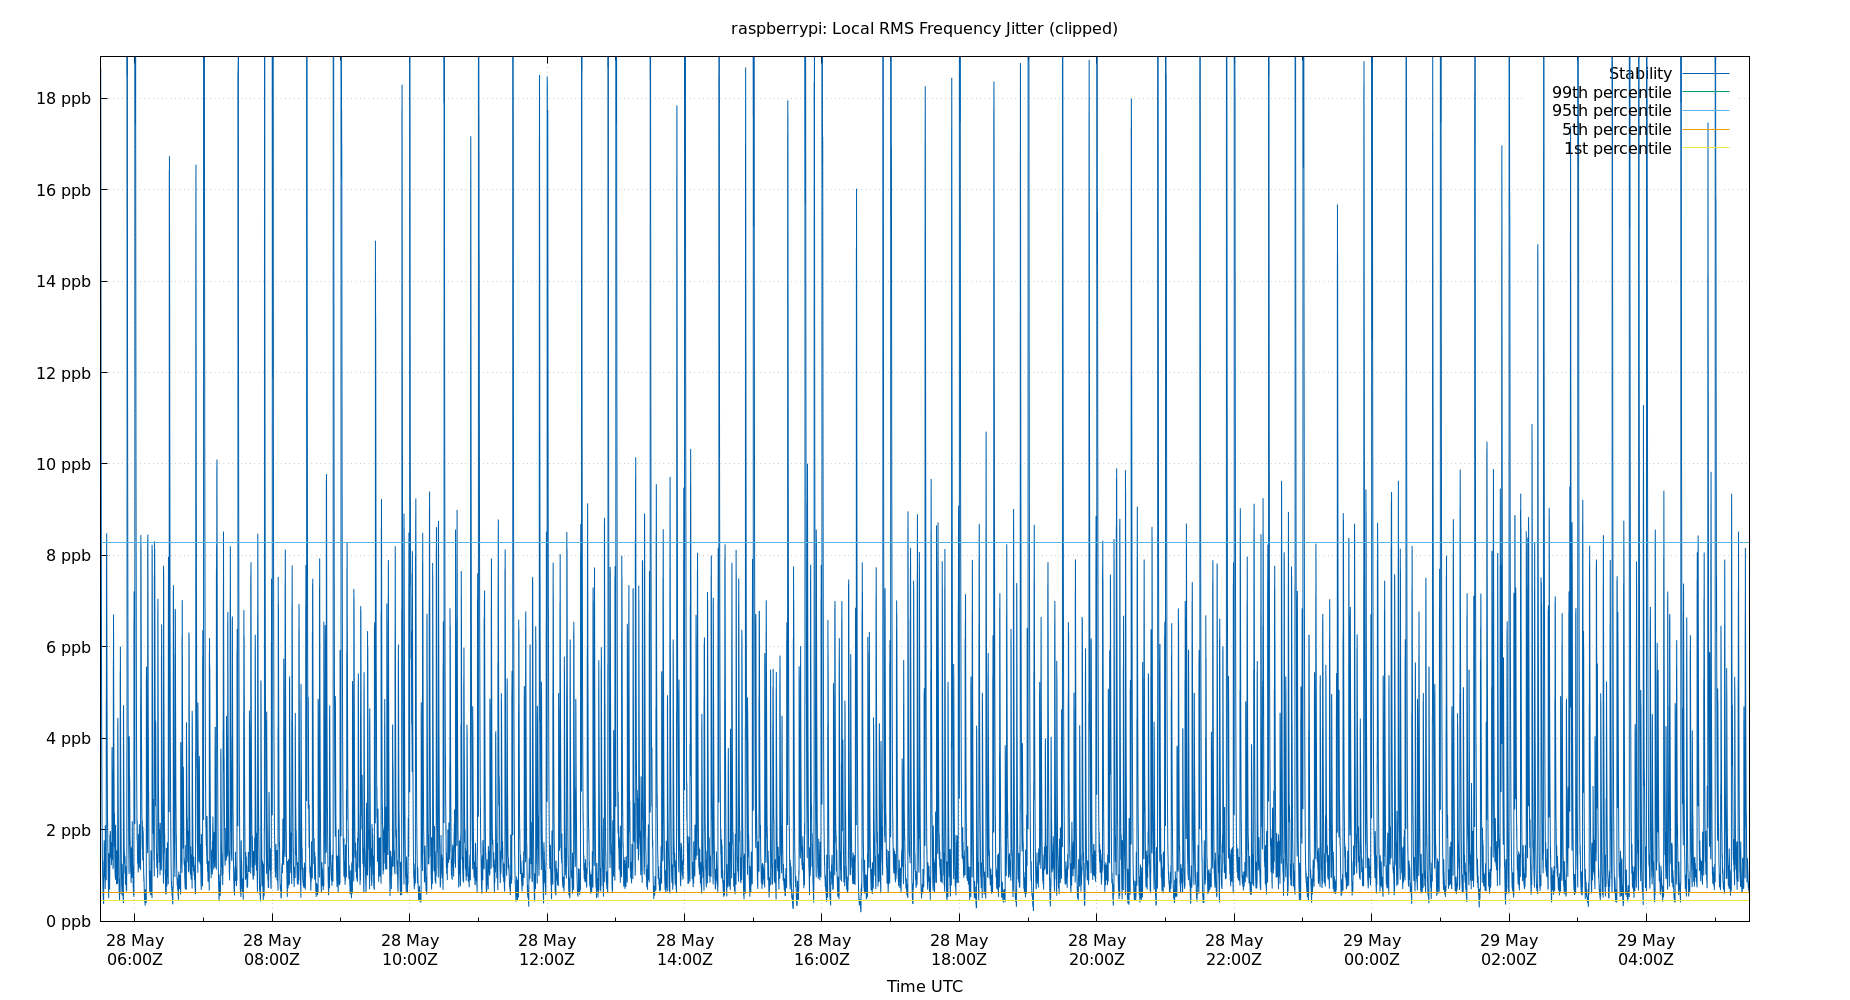 raspberrypi: Local RMS Frequency Jitter (clipped)
Stability
99th percentile
95th percentile
5th percentile
1st percentile
18 ppb
16 ppb
14 ppb
12 ppb
10 ppb
8 ppb
6 ppb
4 ppb
2 ppb
0 ppb
28 May 28 May 28 May 28 May 28 May 28 May 28 May 28 May 28 May 29 May 29 May 29 May
06:00Z 08:00Z 10:00Z 12:00Z 14:00Z 16:00Z 18:00Z 20:00Z 22:00Z 00:00Z 02:00Z 04:00Z
Time UTC